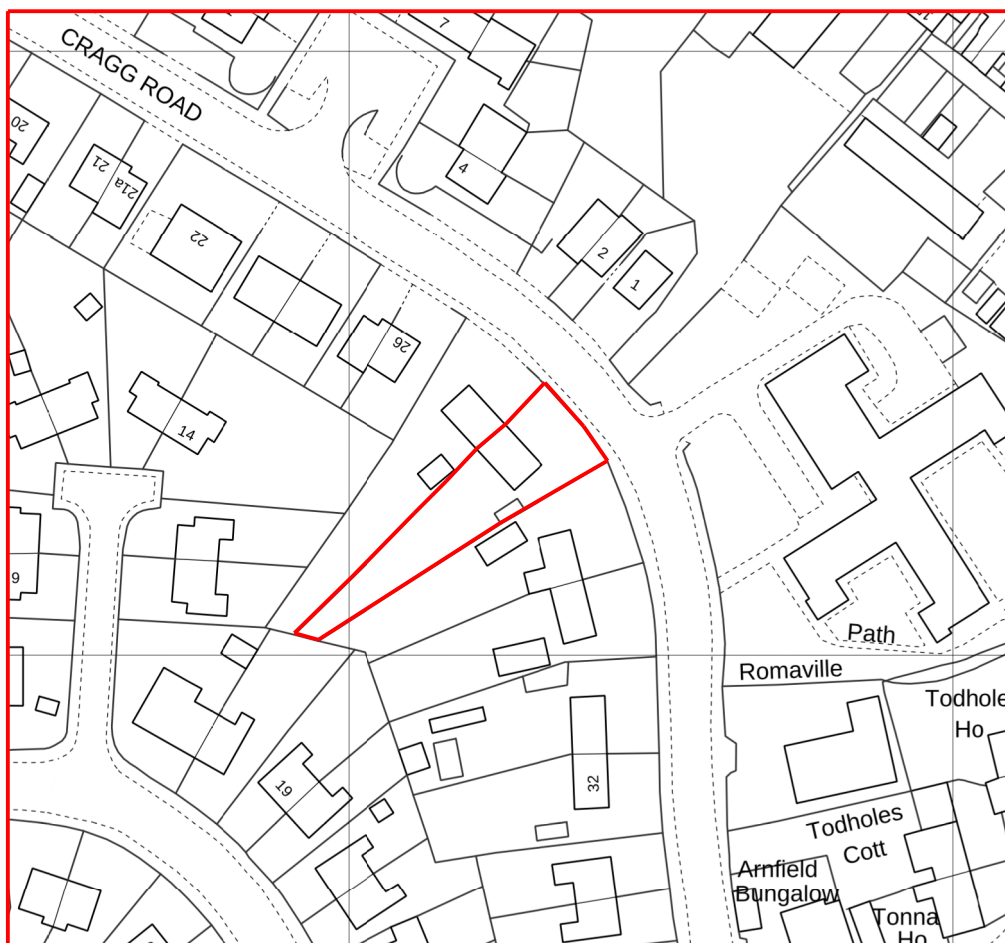 7
CRAGG ROAD
20
21
21a
4
22
2
1
26
14
9
Path
Romaville
Todhole
Ho
19
32
Todholes
Cott
Arnfield
Bungalow
Tonna
Ho